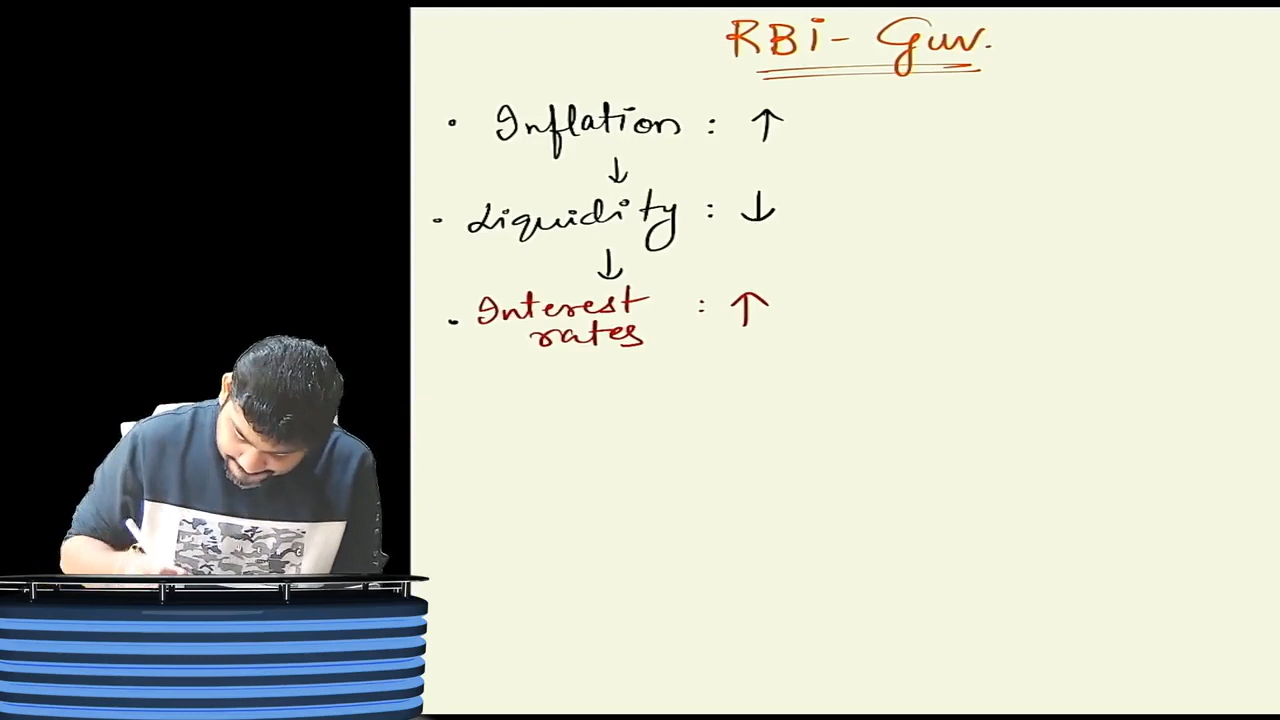 RBi - Guv.
• Inflation : ↑
↓
• Liquidity : ↓
↓
• Interest : ↑
rates